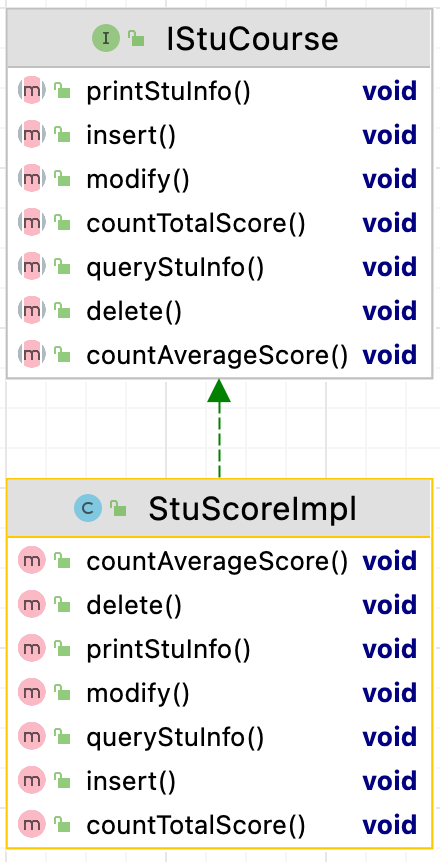 I IStuCourse
m printStuInfo() void
m insert() void
m modify() void
m countTotalScore() void
m queryStuInfo() void
m delete() void
m countAverageScore() void
C StuScoreImpl
m countAverageScore() void
m delete() void
m printStuInfo() void
m modify() void
m queryStuInfo() void
m insert() void
m countTotalScore() void